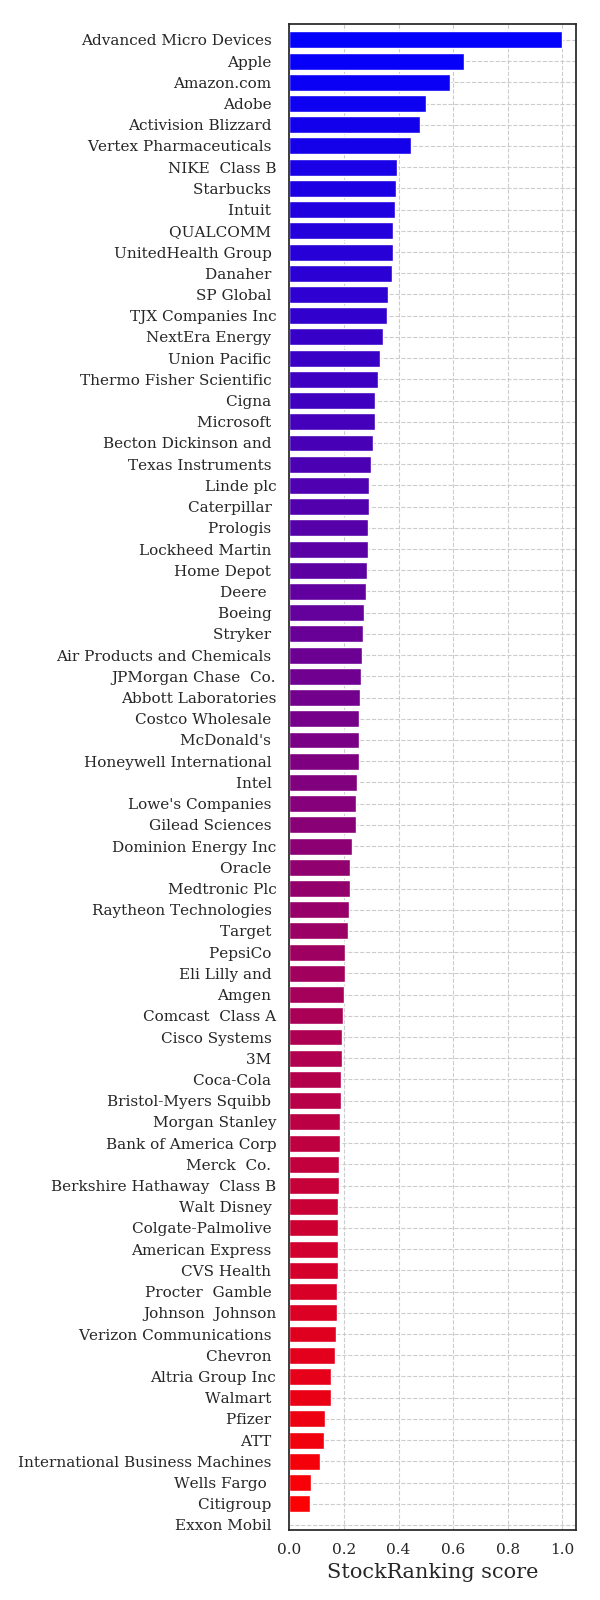 Advanced Micro Devices
Apple
Amazon.com
Adobe
Activision Blizzard
Vertex Pharmaceuticals
NIKE  Class B
Starbucks
Intuit
QUALCOMM
UnitedHealth Group
Danaher
SP Global
TJX Companies Inc
NextEra Energy
Union Pacific
Thermo Fisher Scientific
Cigna
Microsoft
Becton Dickinson and
Texas Instruments
Linde plc
Caterpillar
Prologis
Lockheed Martin
Home Depot
Deere
Boeing
Stryker
Air Products and Chemicals
JPMorgan Chase  Co.
Abbott Laboratories
Costco Wholesale
McDonald's
Honeywell International
Intel
Lowe's Companies
Gilead Sciences
Dominion Energy Inc
Oracle
Medtronic Plc
Raytheon Technologies
Target
PepsiCo
Eli Lilly and
Amgen
Comcast  Class A
Cisco Systems
3M
Coca-Cola
Bristol-Myers Squibb
Morgan Stanley
Bank of America Corp
Merck  Co.
Berkshire Hathaway  Class B
Walt Disney
Colgate-Palmolive
American Express
CVS Health
Procter  Gamble
Johnson  Johnson
Verizon Communications
Chevron
Altria Group Inc
Walmart
Pfizer
ATT
International Business Machines
Wells Fargo
Citigroup
Exxon Mobil
0.0 0.2 0.4 0.6 0.8 1.0
StockRanking score